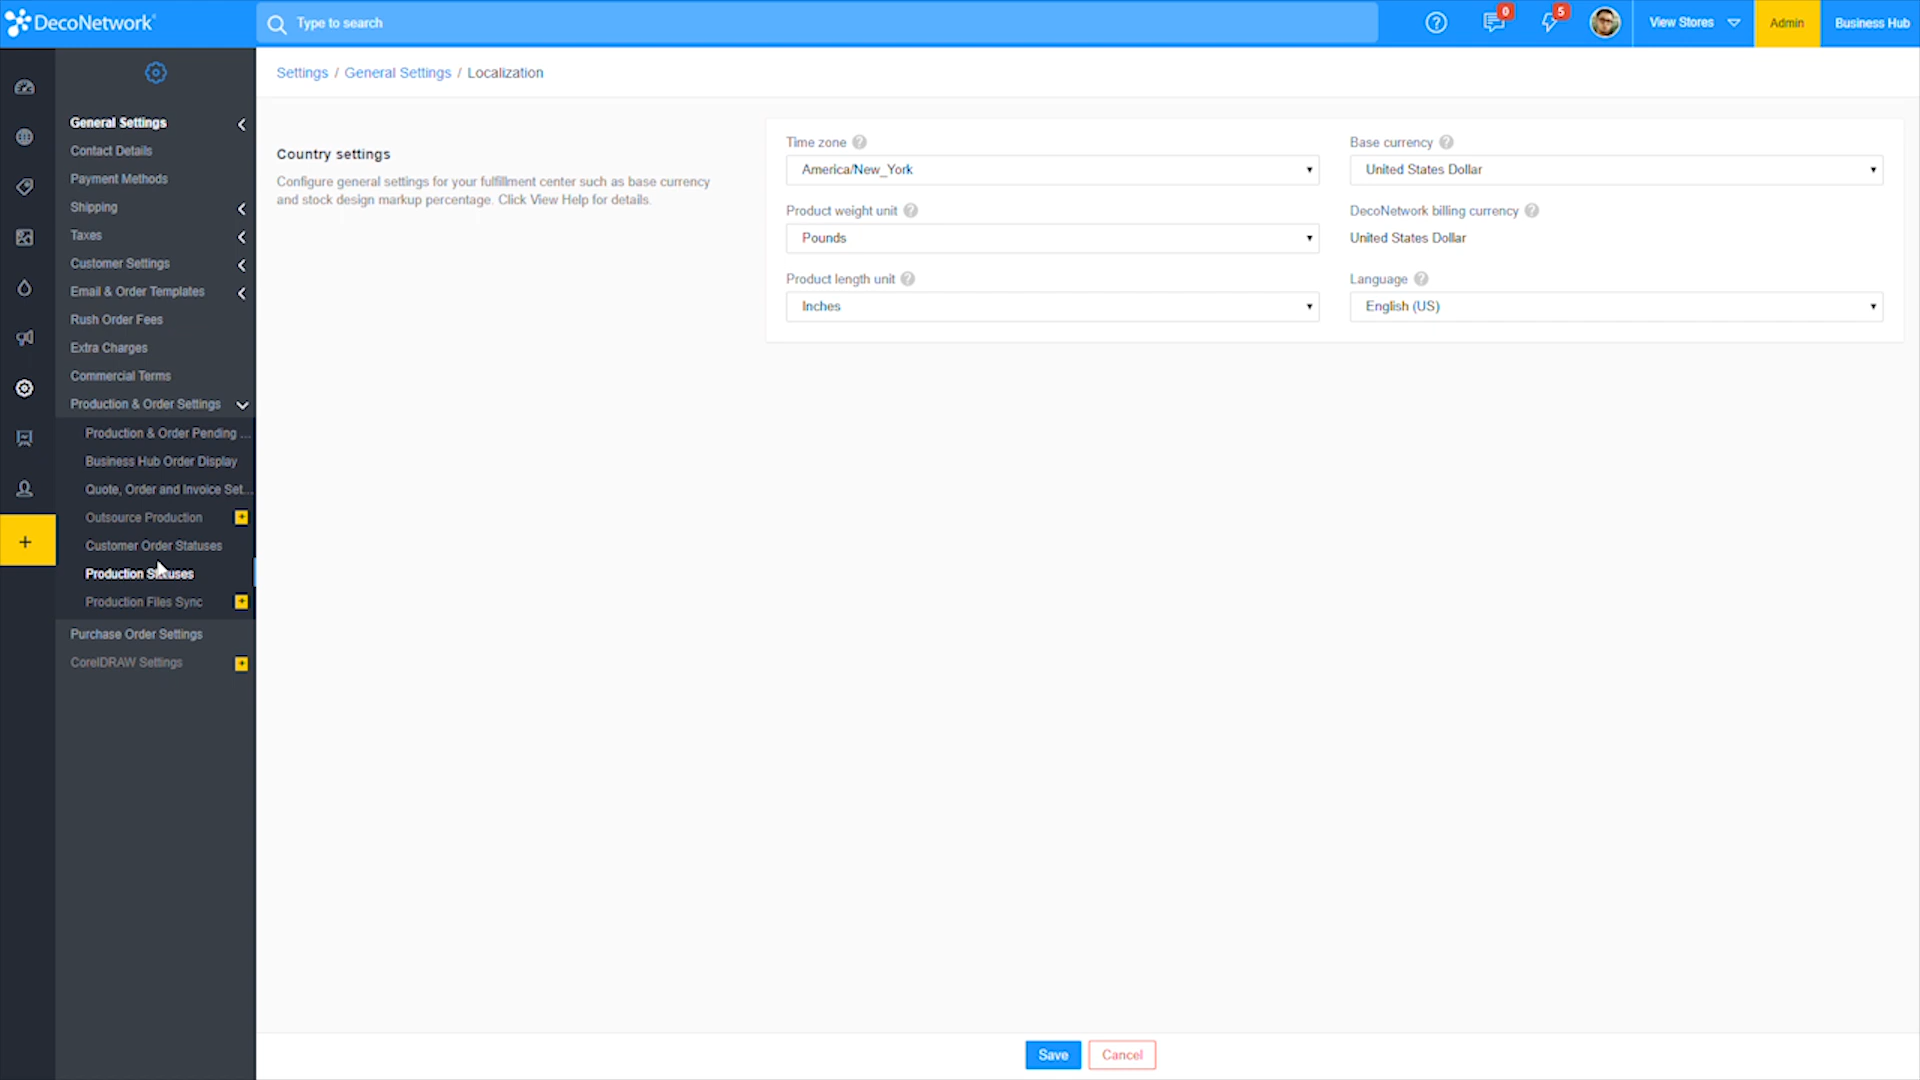 DecoNetwork
Type to search
0
5
View Stores
Admin
Business Hub
Settings / General Settings / Localization
General Settings
Contact Details
Payment Methods
Shipping
Taxes
Customer Settings
Email & Order Templates
Rush Order Fees
Extra Charges
Commercial Terms
Production & Order Settings
Production & Order Pending ...
Business Hub Order Display
Quote, Order and Invoice Set...
Outsource Production
Customer Order Statuses
Production Statuses
Production Files Sync
Purchase Order Settings
CorelDRAW Settings
Country settings
Configure general settings for your fulfillment center such as base currency
and stock design markup percentage. Click View Help for details.
Time zone
America/New_York
Base currency
United States Dollar
Product weight unit
Pounds
DecoNetwork billing currency
United States Dollar
Product length unit
Inches
Language
English (US)
Save
Cancel